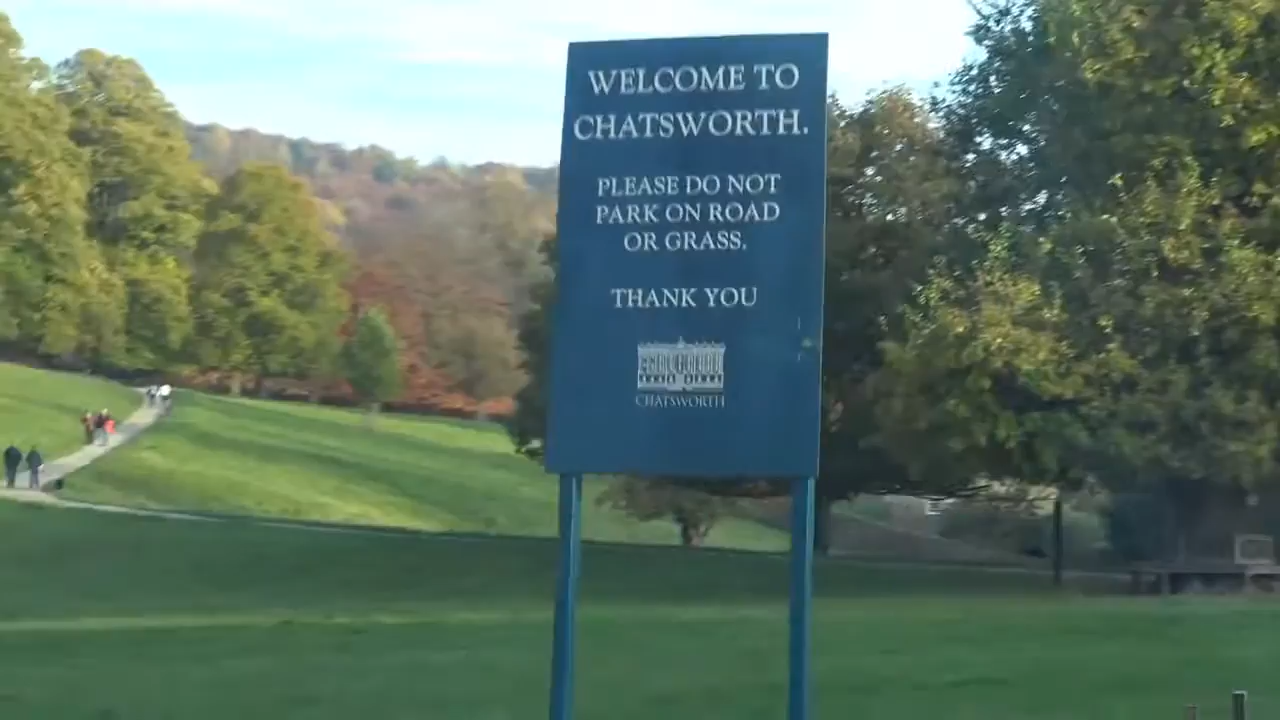 WELCOME TO
CHATSWORTH.
PLEASE DO NOT
PARK ON ROAD
OR GRASS.
THANK YOU
CHATSWORTH